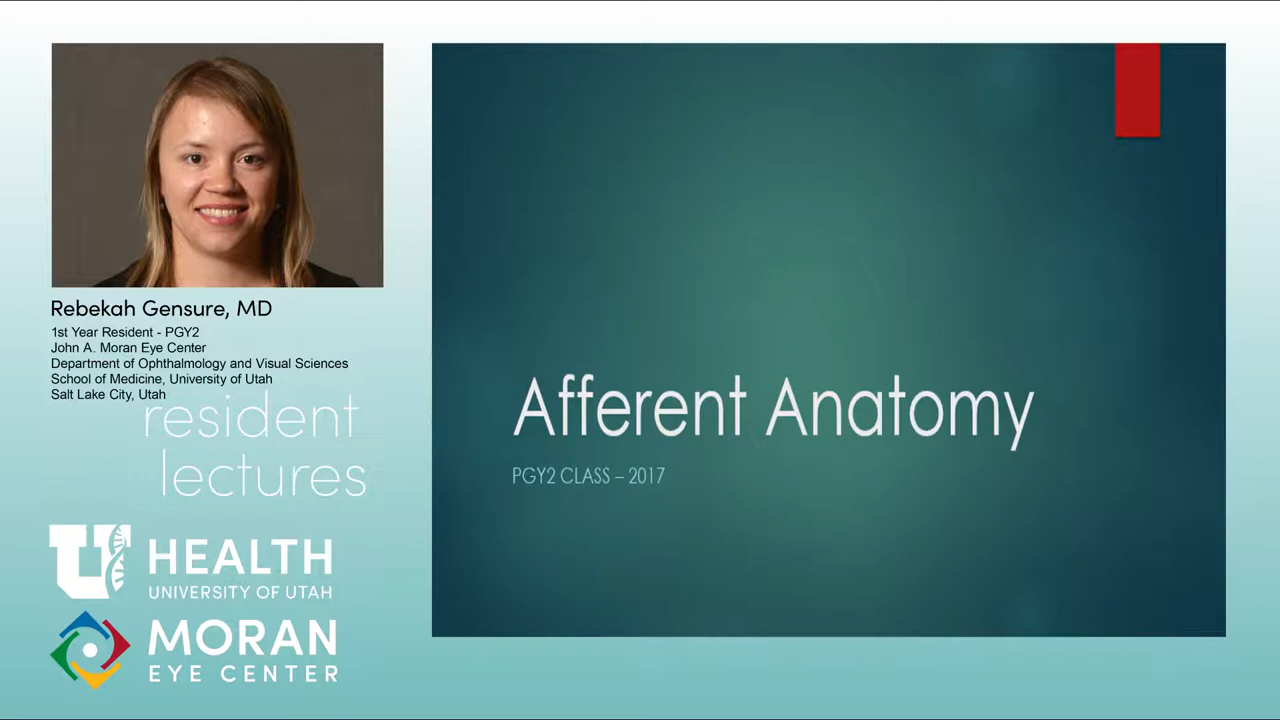 Rebekah Gensure, MD
1st Year Resident - PGY2
John A. Moran Eye Center
Department of Ophthalmology and Visual Sciences
School of Medicine, University of Utah
Salt Lake City, Utah
resident
lectures
U HEALTH
UNIVERSITY OF UTAH
MORAN
EYE CENTER
Afferent Anatomy
PGY2 CLASS – 2017